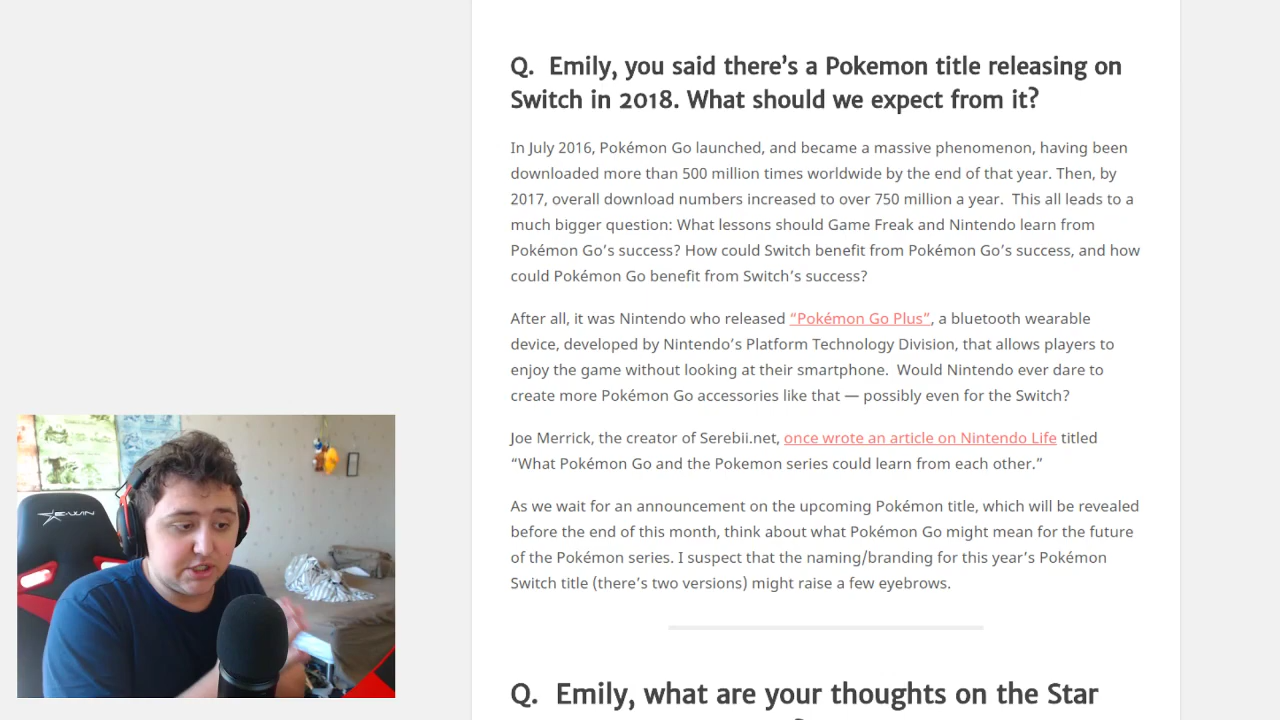 Q.  Emily, you said there’s a Pokemon title releasing on
Switch in 2018. What should we expect from it?
In July 2016, Pokémon Go launched, and became a massive phenomenon, having been
downloaded more than 500 million times worldwide by the end of that year. Then, by
2017, overall download numbers increased to over 750 million a year.  This all leads to a
much bigger question: What lessons should Game Freak and Nintendo learn from
Pokémon Go’s success? How could Switch benefit from Pokémon Go’s success, and how
could Pokémon Go benefit from Switch’s success?
After all, it was Nintendo who released “Pokémon Go Plus”, a bluetooth wearable
device, developed by Nintendo’s Platform Technology Division, that allows players to
enjoy the game without looking at their smartphone.  Would Nintendo ever dare to
create more Pokémon Go accessories like that — possibly even for the Switch?
Joe Merrick, the creator of Serebii.net, once wrote an article on Nintendo Life titled
“What Pokémon Go and the Pokemon series could learn from each other.”
As we wait for an announcement on the upcoming Pokémon title, which will be revealed
before the end of this month, think about what Pokémon Go might mean for the future
of the Pokémon series. I suspect that the naming/branding for this year’s Pokémon
Switch title (there’s two versions) might raise a few eyebrows.
Q.  Emily, what are your thoughts on the Star